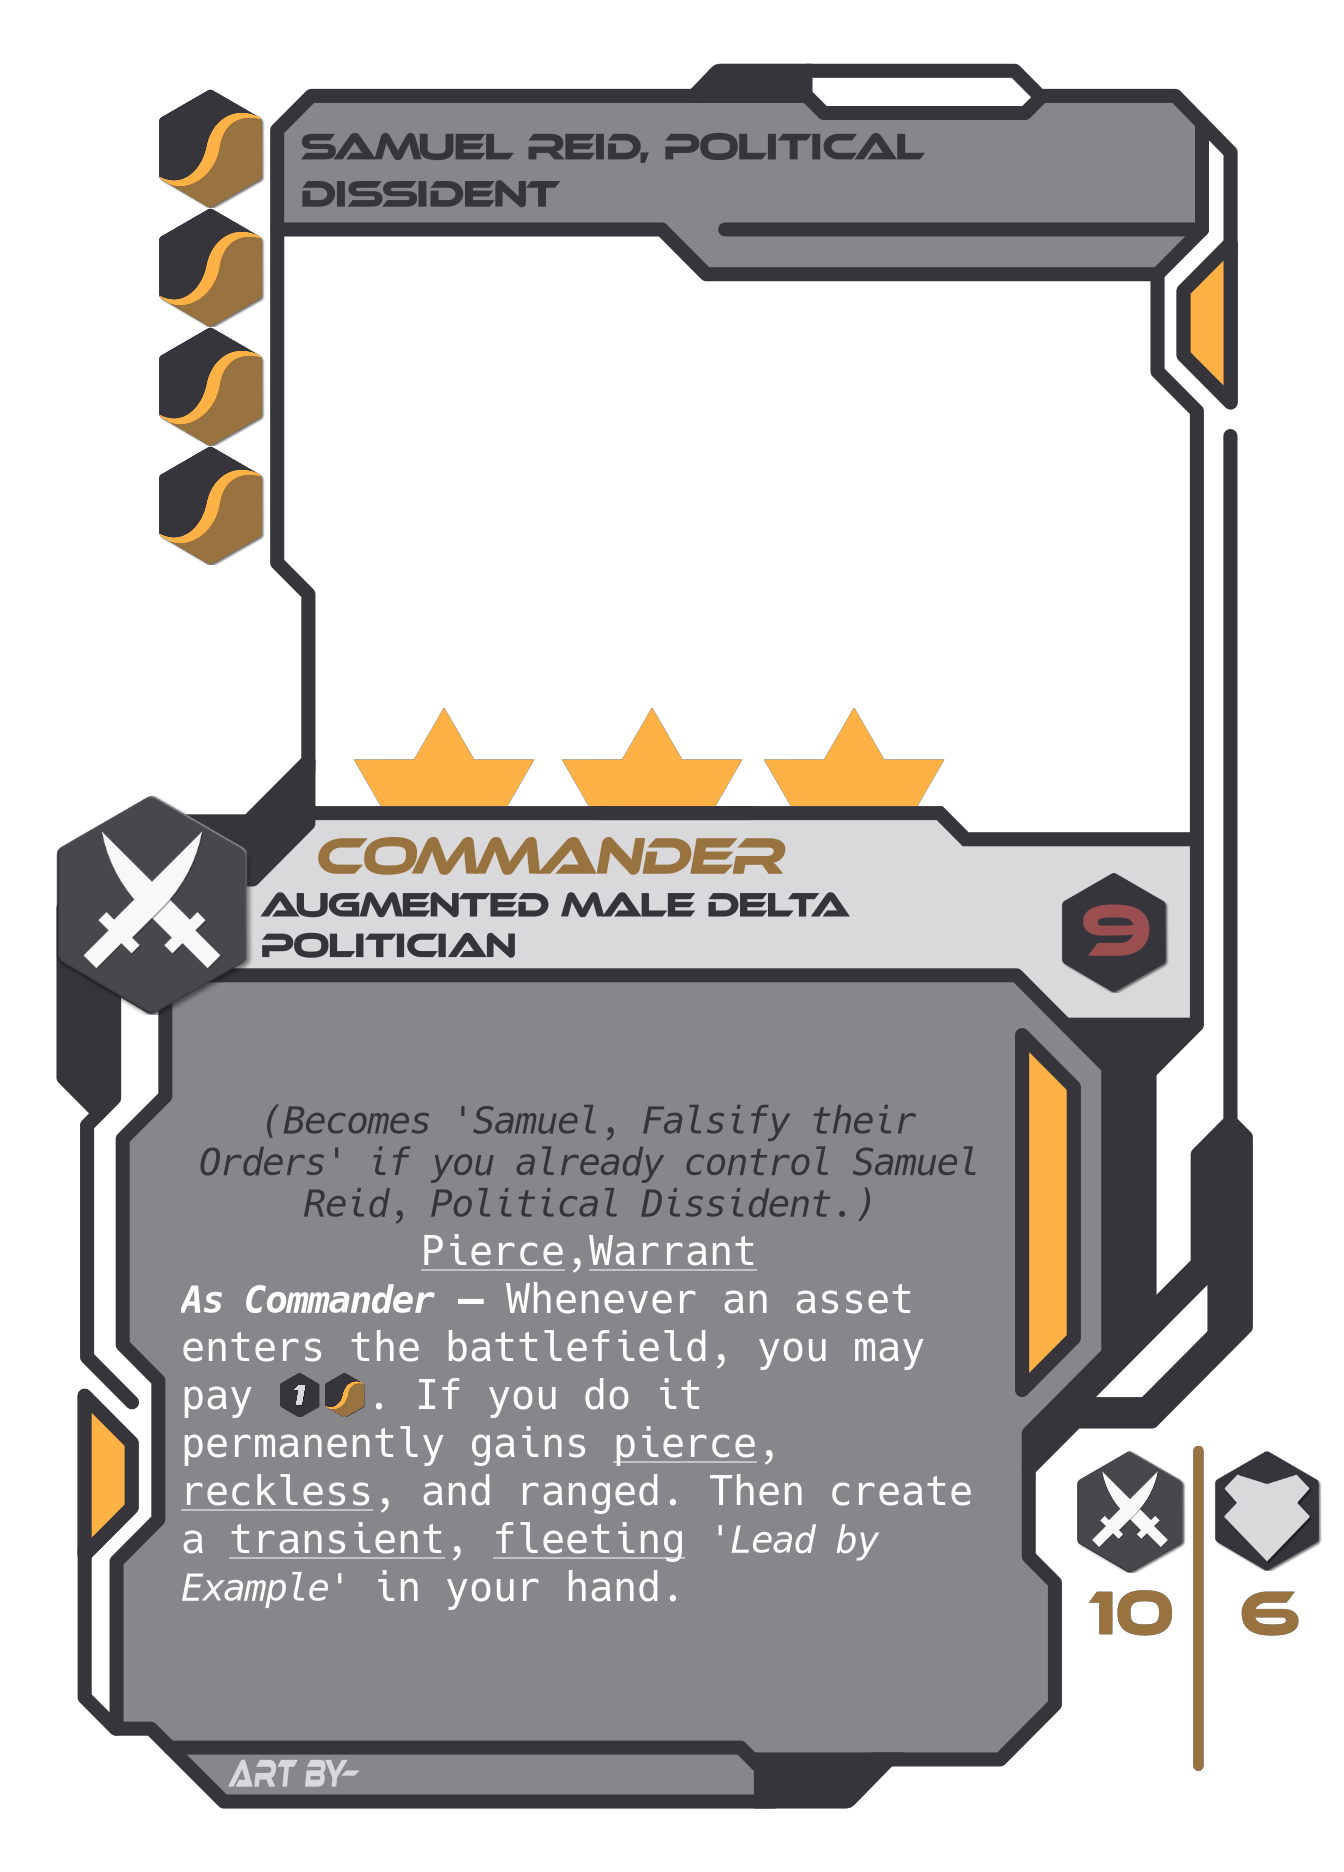 SAMUEL REID, POLITICAL
DISSIDENT
COMMANDER
AUGMENTED MALE DELTA
POLITICIAN
9
(Becomes 'Samuel, Falsify their
Orders' if you already control Samuel
Reid, Political Dissident.)
Pierce,Warrant
As Commander — Whenever an asset
enters the battlefield, you may
pay 1. If you do it
permanently gains pierce,
reckless, and ranged. Then create
a transient, fleeting 'Lead by
Example' in your hand.
10 6
ART BY-